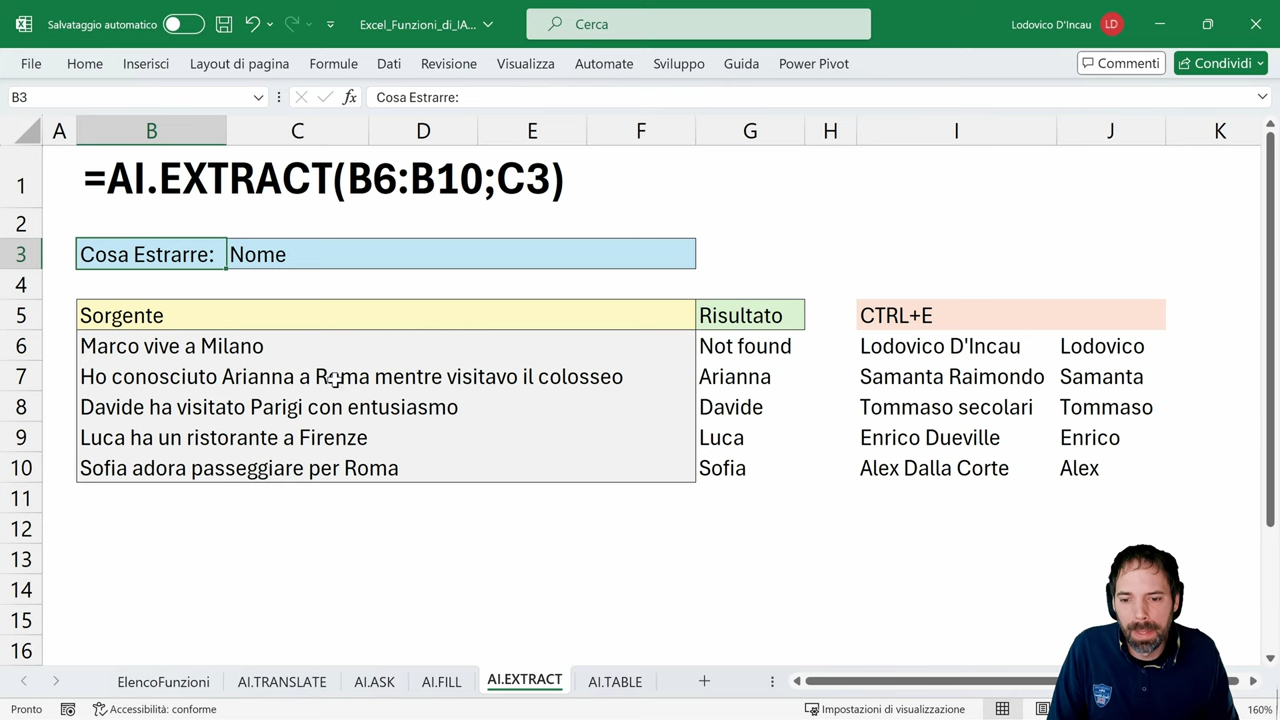 Salvataggio automatico
Excel_Funzioni_di_IA...
Cerca
Lodovico D'Incau
LD
File Home Inserisci Layout di pagina Formule Dati Revisione Visualizza Automate Sviluppo Guida Power Pivot
Commenti
Condividi
B3
fx
Cosa Estrarre:
A B C D E F G H I J K
1 =AI.EXTRACT(B6:B10;C3)
2
3 Cosa Estrarre: Nome
4
5 Sorgente Risultato CTRL+E
6 Marco vive a Milano Not found Lodovico D'Incau Lodovico
7 Ho conosciuto Arianna a Roma mentre visitavo il colosseo Arianna Samanta Raimondo Samanta
8 Davide ha visitato Parigi con entusiasmo Davide Tommaso secolari Tommaso
9 Luca ha un ristorante a Firenze Luca Enrico Dueville Enrico
10 Sofia adora passeggiare per Roma Sofia Alex Dalla Corte Alex
11
12
13
14
15
16
ElencoFunzioni AI.TRANSLATE AI.ASK AI.FILL AI.EXTRACT AI.TABLE
Pronto
Accessibilità: conforme
Impostazioni di visualizzazione
160%